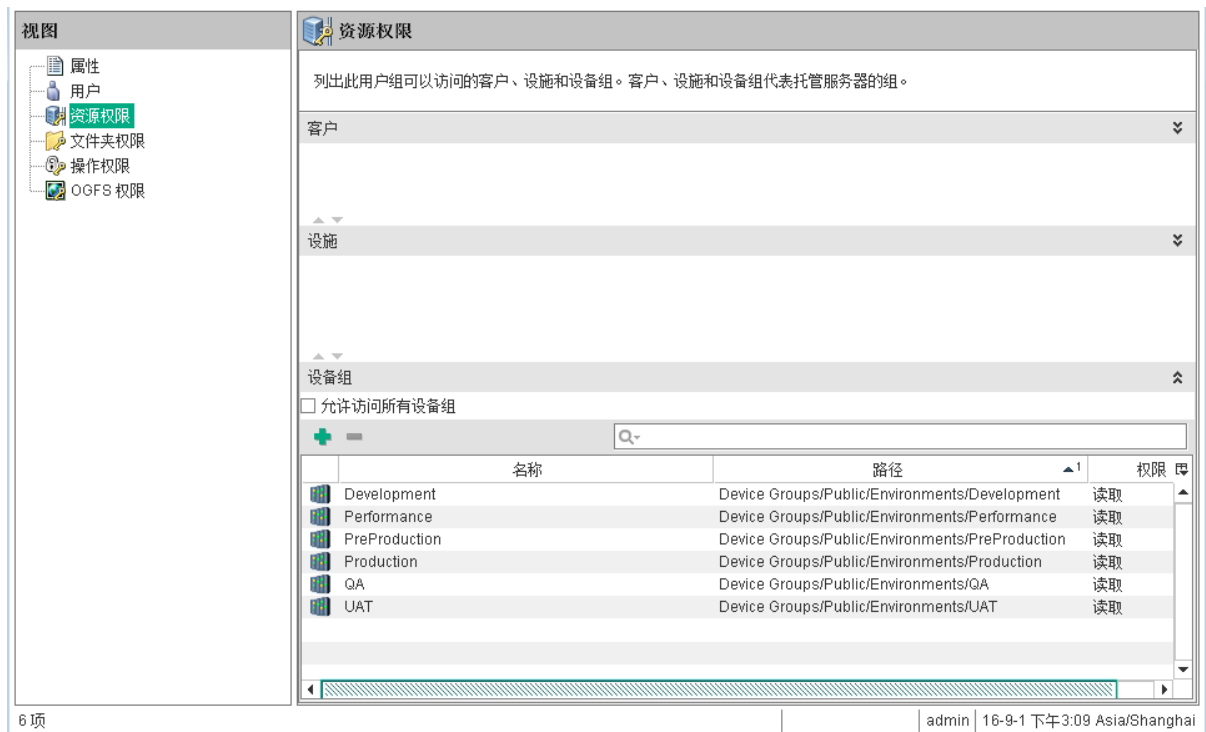 视图
属性
用户
资源权限
文件夹权限
操作权限
OGFS 权限
资源权限
列出此用户组可以访问的客户、设施和设备组。客户、设施和设备组代表托管服务器的组。
客户
设施
设备组
允许访问所有设备组
名称 路径 1 权限
Development Device Groups/Public/Environments/Development 读取
Performance Device Groups/Public/Environments/Performance 读取
PreProduction Device Groups/Public/Environments/PreProduction 读取
Production Device Groups/Public/Environments/Production 读取
QA Device Groups/Public/Environments/QA 读取
UAT Device Groups/Public/Environments/UAT 读取
6 项 admin 16-9-1 下午3:09 Asia/Shanghai